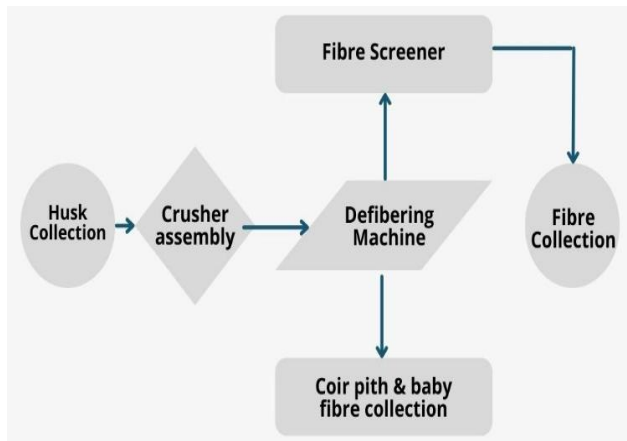 Fibre Screener
Husk
Collection
Crusher
assembly
Defibering
Machine
Fibre
Collection
Coir pith & baby
fibre collection